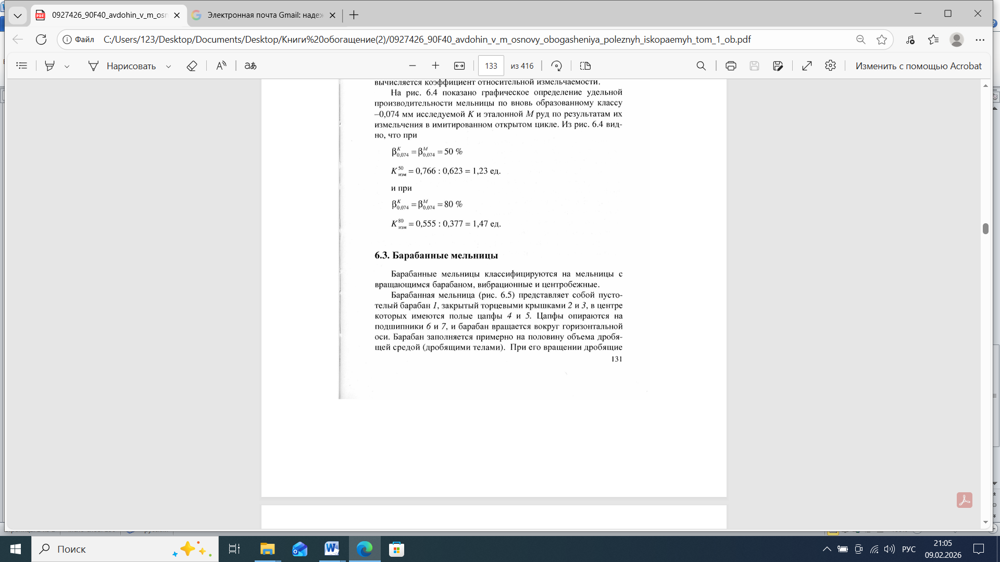 0927426_90F40_avdohin_v_m_osn
Электронная почта Gmail: надеж
Файл
C:/Users/123/Desktop/Documents/Desktop/Книги%20обогащение(2)/0927426_90F40_avdohin_v_m_osnovy_obogasheniya_poleznyh_iskopaemyh_tom_1_ob.pdf
Нарисовать
133
из 416
Изменить с помощью Acrobat
вычисляется коэффициент относительной измельчаемости.
На рис. 6.4 показано графическое определение удельной
производительности мельницы по вновь образованному классу
–0,074 мм исследуемой К и эталонной М руд по результатам их
измельчения в имитированном открытом цикле. Из рис. 6.4 вид-
но, что при
β^К_0,074 = β^М_0,074 = 50 %
К^50_изм = 0,766 : 0,623 = 1,23 ед.
и при
β^К_0,074 = β^М_0,074 = 80 %
К^80_изм = 0,555 : 0,377 = 1,47 ед.
6.3. Барабанные мельницы
Барабанные мельницы классифицируются на мельницы с
вращающимся барабаном, вибрационные и центробежные.
Барабанная мельница (рис. 6.5) представляет собой пусто-
телый барабан 1, закрытый торцевыми крышками 2 и 3, в центре
которых имеются полые цапфы 4 и 5. Цапфы опираются на
подшипники 6 и 7, и барабан вращается вокруг горизонтальной
оси. Барабан заполняется примерно на половину объема дробя-
щей средой (дробящими телами). При его вращении дробящие
131
Поиск
РУС
21:05
09.02.2026